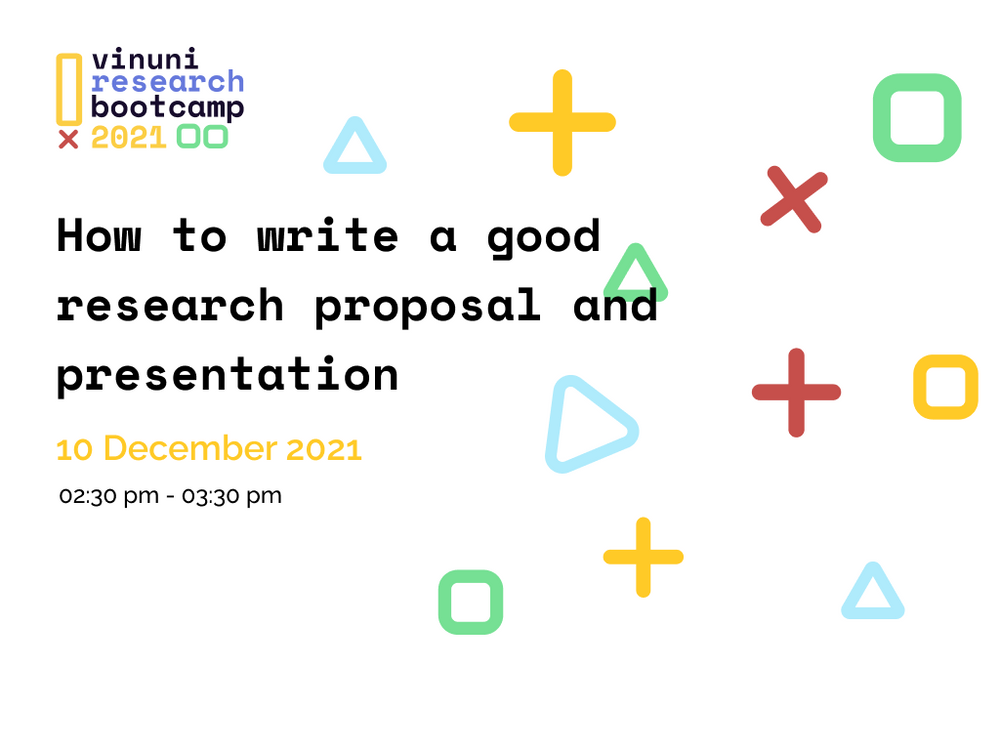 vinuni
research
bootcamp
2021
How to write a good
research proposal and
presentation
10 December 2021
02:30 pm - 03:30 pm